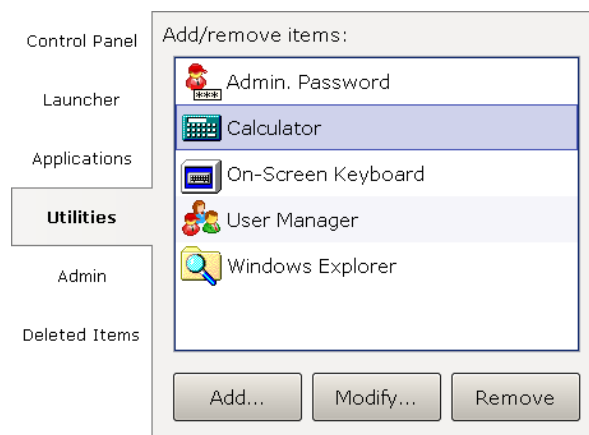 Control Panel
Launcher
Applications
Utilities
Admin
Deleted Items
Add/remove items:
***
Admin. Password
Calculator
On-Screen Keyboard
User Manager
Windows Explorer
Add...
Modify...
Remove